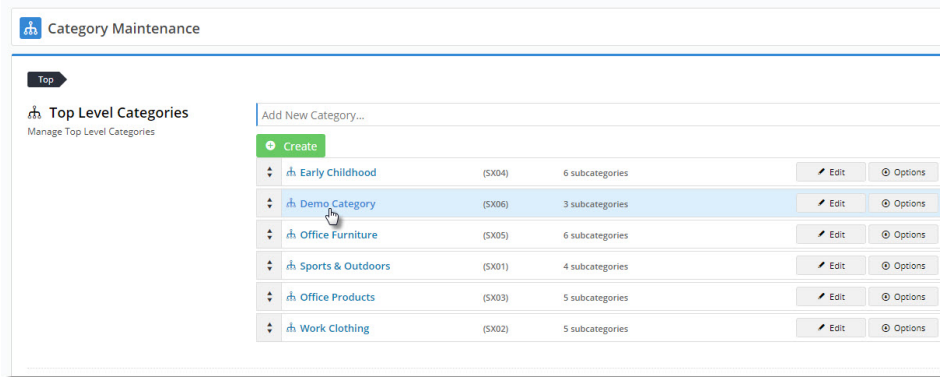 Category Maintenance
Top
Top Level Categories
Manage Top Level Categories
Add New Category...
Create
Early Childhood (SX04) 6 subcategories Edit Options
Demo Category (SX06) 3 subcategories Edit Options
Office Furniture (SX05) 6 subcategories Edit Options
Sports & Outdoors (SX01) 4 subcategories Edit Options
Office Products (SX03) 5 subcategories Edit Options
Work Clothing (SX02) 5 subcategories Edit Options